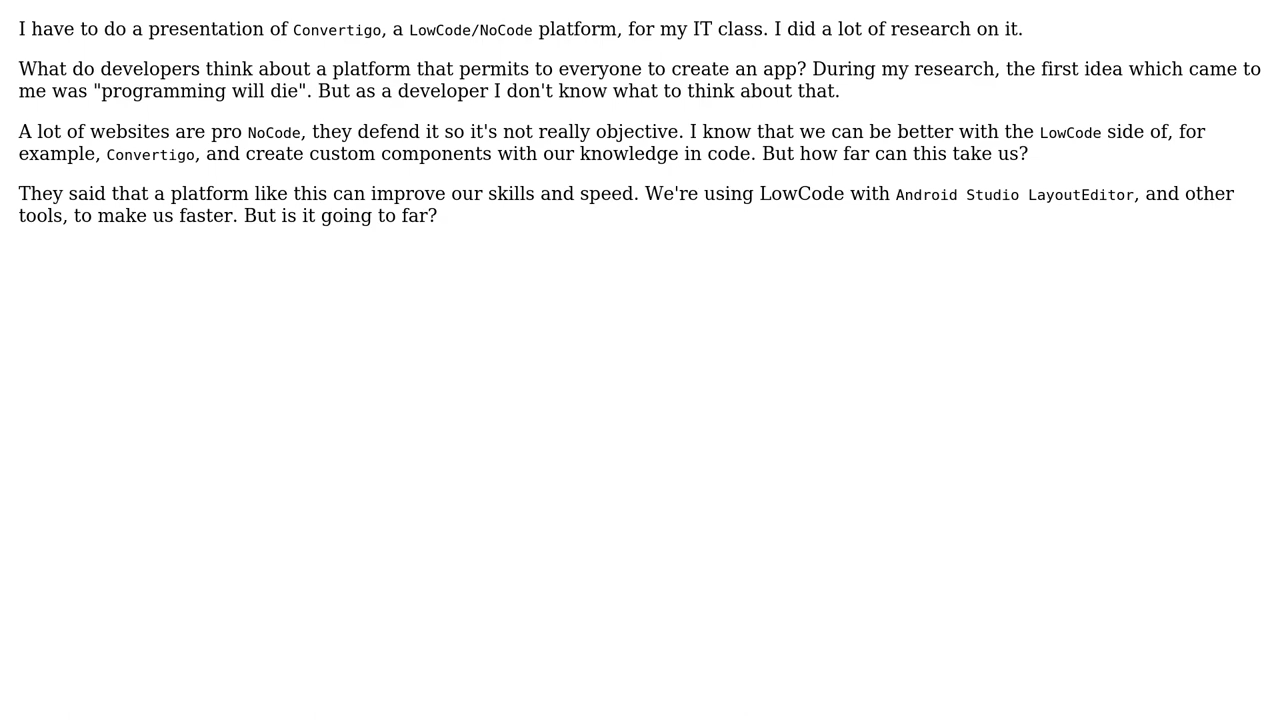 I have to do a presentation of Convertigo, a LowCode/NoCode platform, for my IT class. I did a lot of research on it.
What do developers think about a platform that permits to everyone to create an app? During my research, the first idea which came to
me was "programming will die". But as a developer I don't know what to think about that.
A lot of websites are pro NoCode, they defend it so it's not really objective. I know that we can be better with the LowCode side of, for
example, Convertigo, and create custom components with our knowledge in code. But how far can this take us?
They said that a platform like this can improve our skills and speed. We're using LowCode with Android Studio LayoutEditor, and other
tools, to make us faster. But is it going to far?